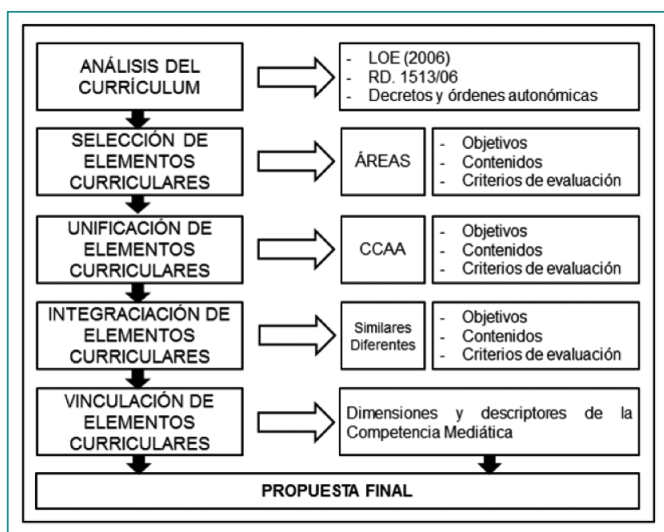 ANÁLISIS DEL
CURRÍCULUM
- LOE (2006)
- RD. 1513/06
- Decretos y órdenes autonómicas
SELECCIÓN DE
ELEMENTOS
CURRICULARES
ÁREAS
- Objetivos
- Contenidos
- Criterios de evaluación
UNIFICACIÓN DE
ELEMENTOS
CURRICULARES
CCAA
- Objetivos
- Contenidos
- Criterios de evaluación
INTEGRACIACIÓN DE
ELEMENTOS
CURRICULARES
Similares
Diferentes
- Objetivos
- Contenidos
- Criterios de evaluación
VINCULACIÓN DE
ELEMENTOS
CURRICULARES
Dimensiones y descriptores de la
Competencia Mediática
PROPUESTA FINAL